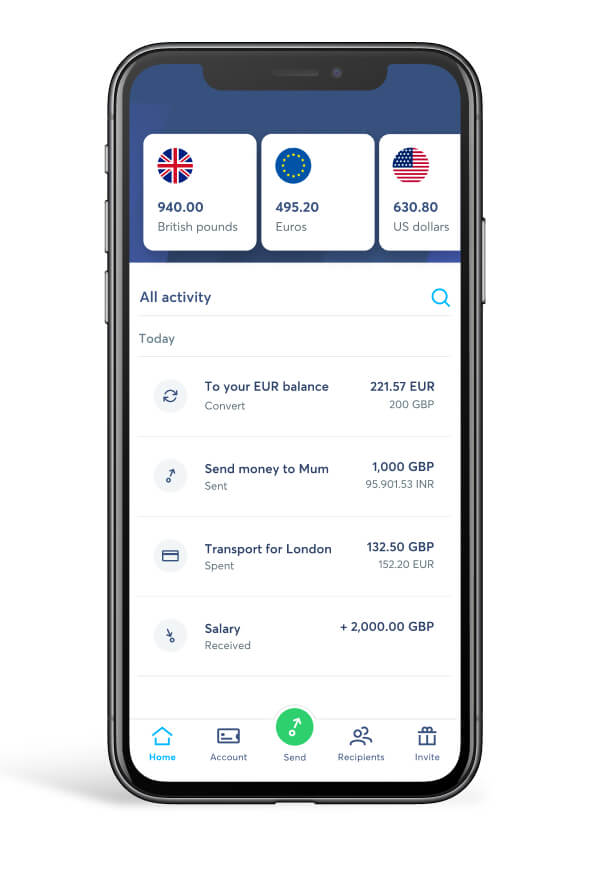 940.00
British pounds
495.20
Euros
630.80
US dollars
All activity
Today
To your EUR balance
221.57 EUR
Convert
200 GBP
Send money to Mum
1,000 GBP
Sent
95.901.53 INR
Transport for London
132.50 GBP
Spent
152.20 EUR
Salary
+ 2,000.00 GBP
Received
Home
Account
Send
Recipients
Invite